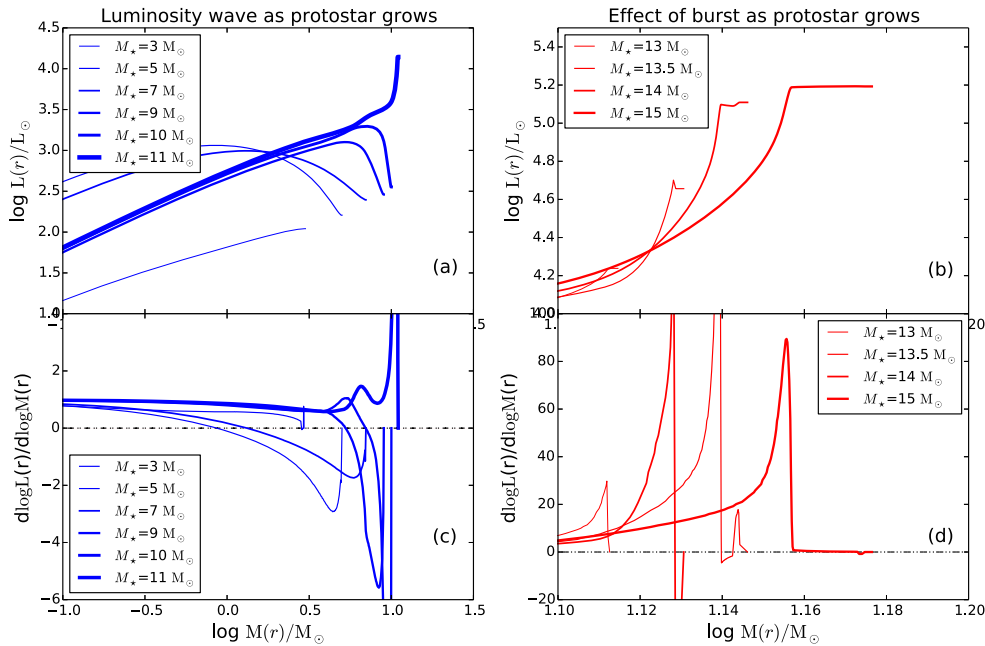 Luminosity wave as protostar grows
log L(r)/L☉
4.5
4.0
3.5
3.0
2.5
2.0
1.5
M⋆=3 M☉
M⋆=5 M☉
M⋆=7 M☉
M⋆=9 M☉
M⋆=10 M☉
M⋆=11 M☉
(a)
Effect of burst as protostar grows
log L(r)/L☉
5.4
5.2
5.0
4.8
4.6
4.4
4.2
M⋆=13 M☉
M⋆=13.5 M☉
M⋆=14 M☉
M⋆=15 M☉
(b)
dlogL(r)/dlogM(r)
2
0
−2
−4
−6
M⋆=3 M☉
M⋆=5 M☉
M⋆=7 M☉
M⋆=9 M☉
M⋆=10 M☉
M⋆=11 M☉
(c)
−1.0
−0.5
0.0
0.5
1.0
1.5
log M(r)/M☉
dlogL(r)/dlogM(r)
80
60
40
20
0
−20
M⋆=13 M☉
M⋆=13.5 M☉
M⋆=14 M☉
M⋆=15 M☉
(d)
1.10
1.12
1.14
1.16
1.18
1.20
log M(r)/M☉